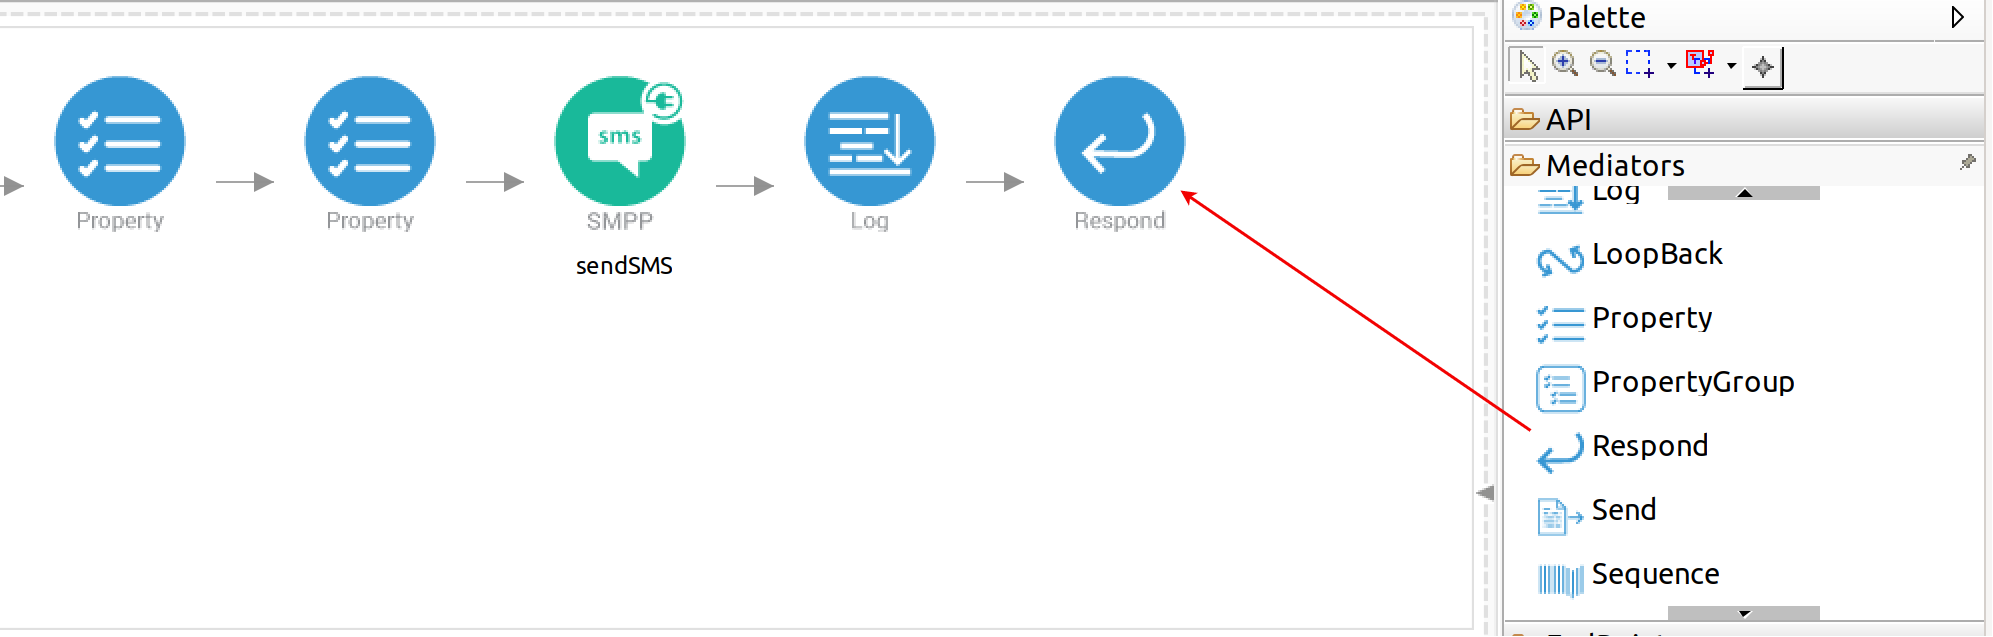 Property
Property
sms
SMPP
sendSMS
Log
Respond
Palette
API
Mediators
Log
LoopBack
Property
PropertyGroup
Respond
Send
Sequence